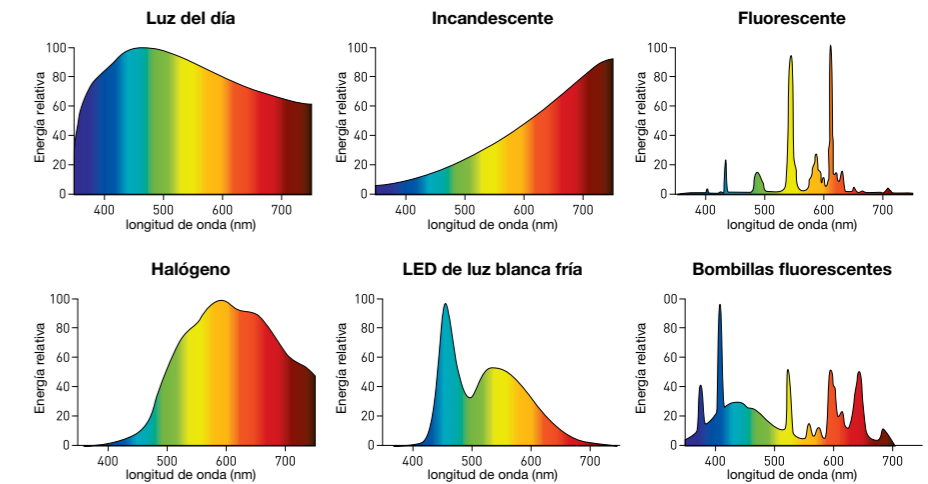 Luz del día
Energía relativa
100
80
60
40
20
0
400 500 600 700
longitud de onda (nm)
Incandescente
Energía relativa
100
80
60
40
20
0
400 500 600 700
longitud de onda (nm)
Fluorescente
Energía relativa
100
80
60
40
20
0
400 500 600 700
longitud de onda (nm)
Halógeno
Energía relativa
100
80
60
40
20
0
400 500 600 700
longitud de onda (nm)
LED de luz blanca fría
Energía relativa
100
80
60
40
20
0
400 500 600 700
longitud de onda (nm)
Bombillas fluorescentes
Energía relativa
00
80
60
40
20
0
400 500 600 700
longitud de onda (nm)